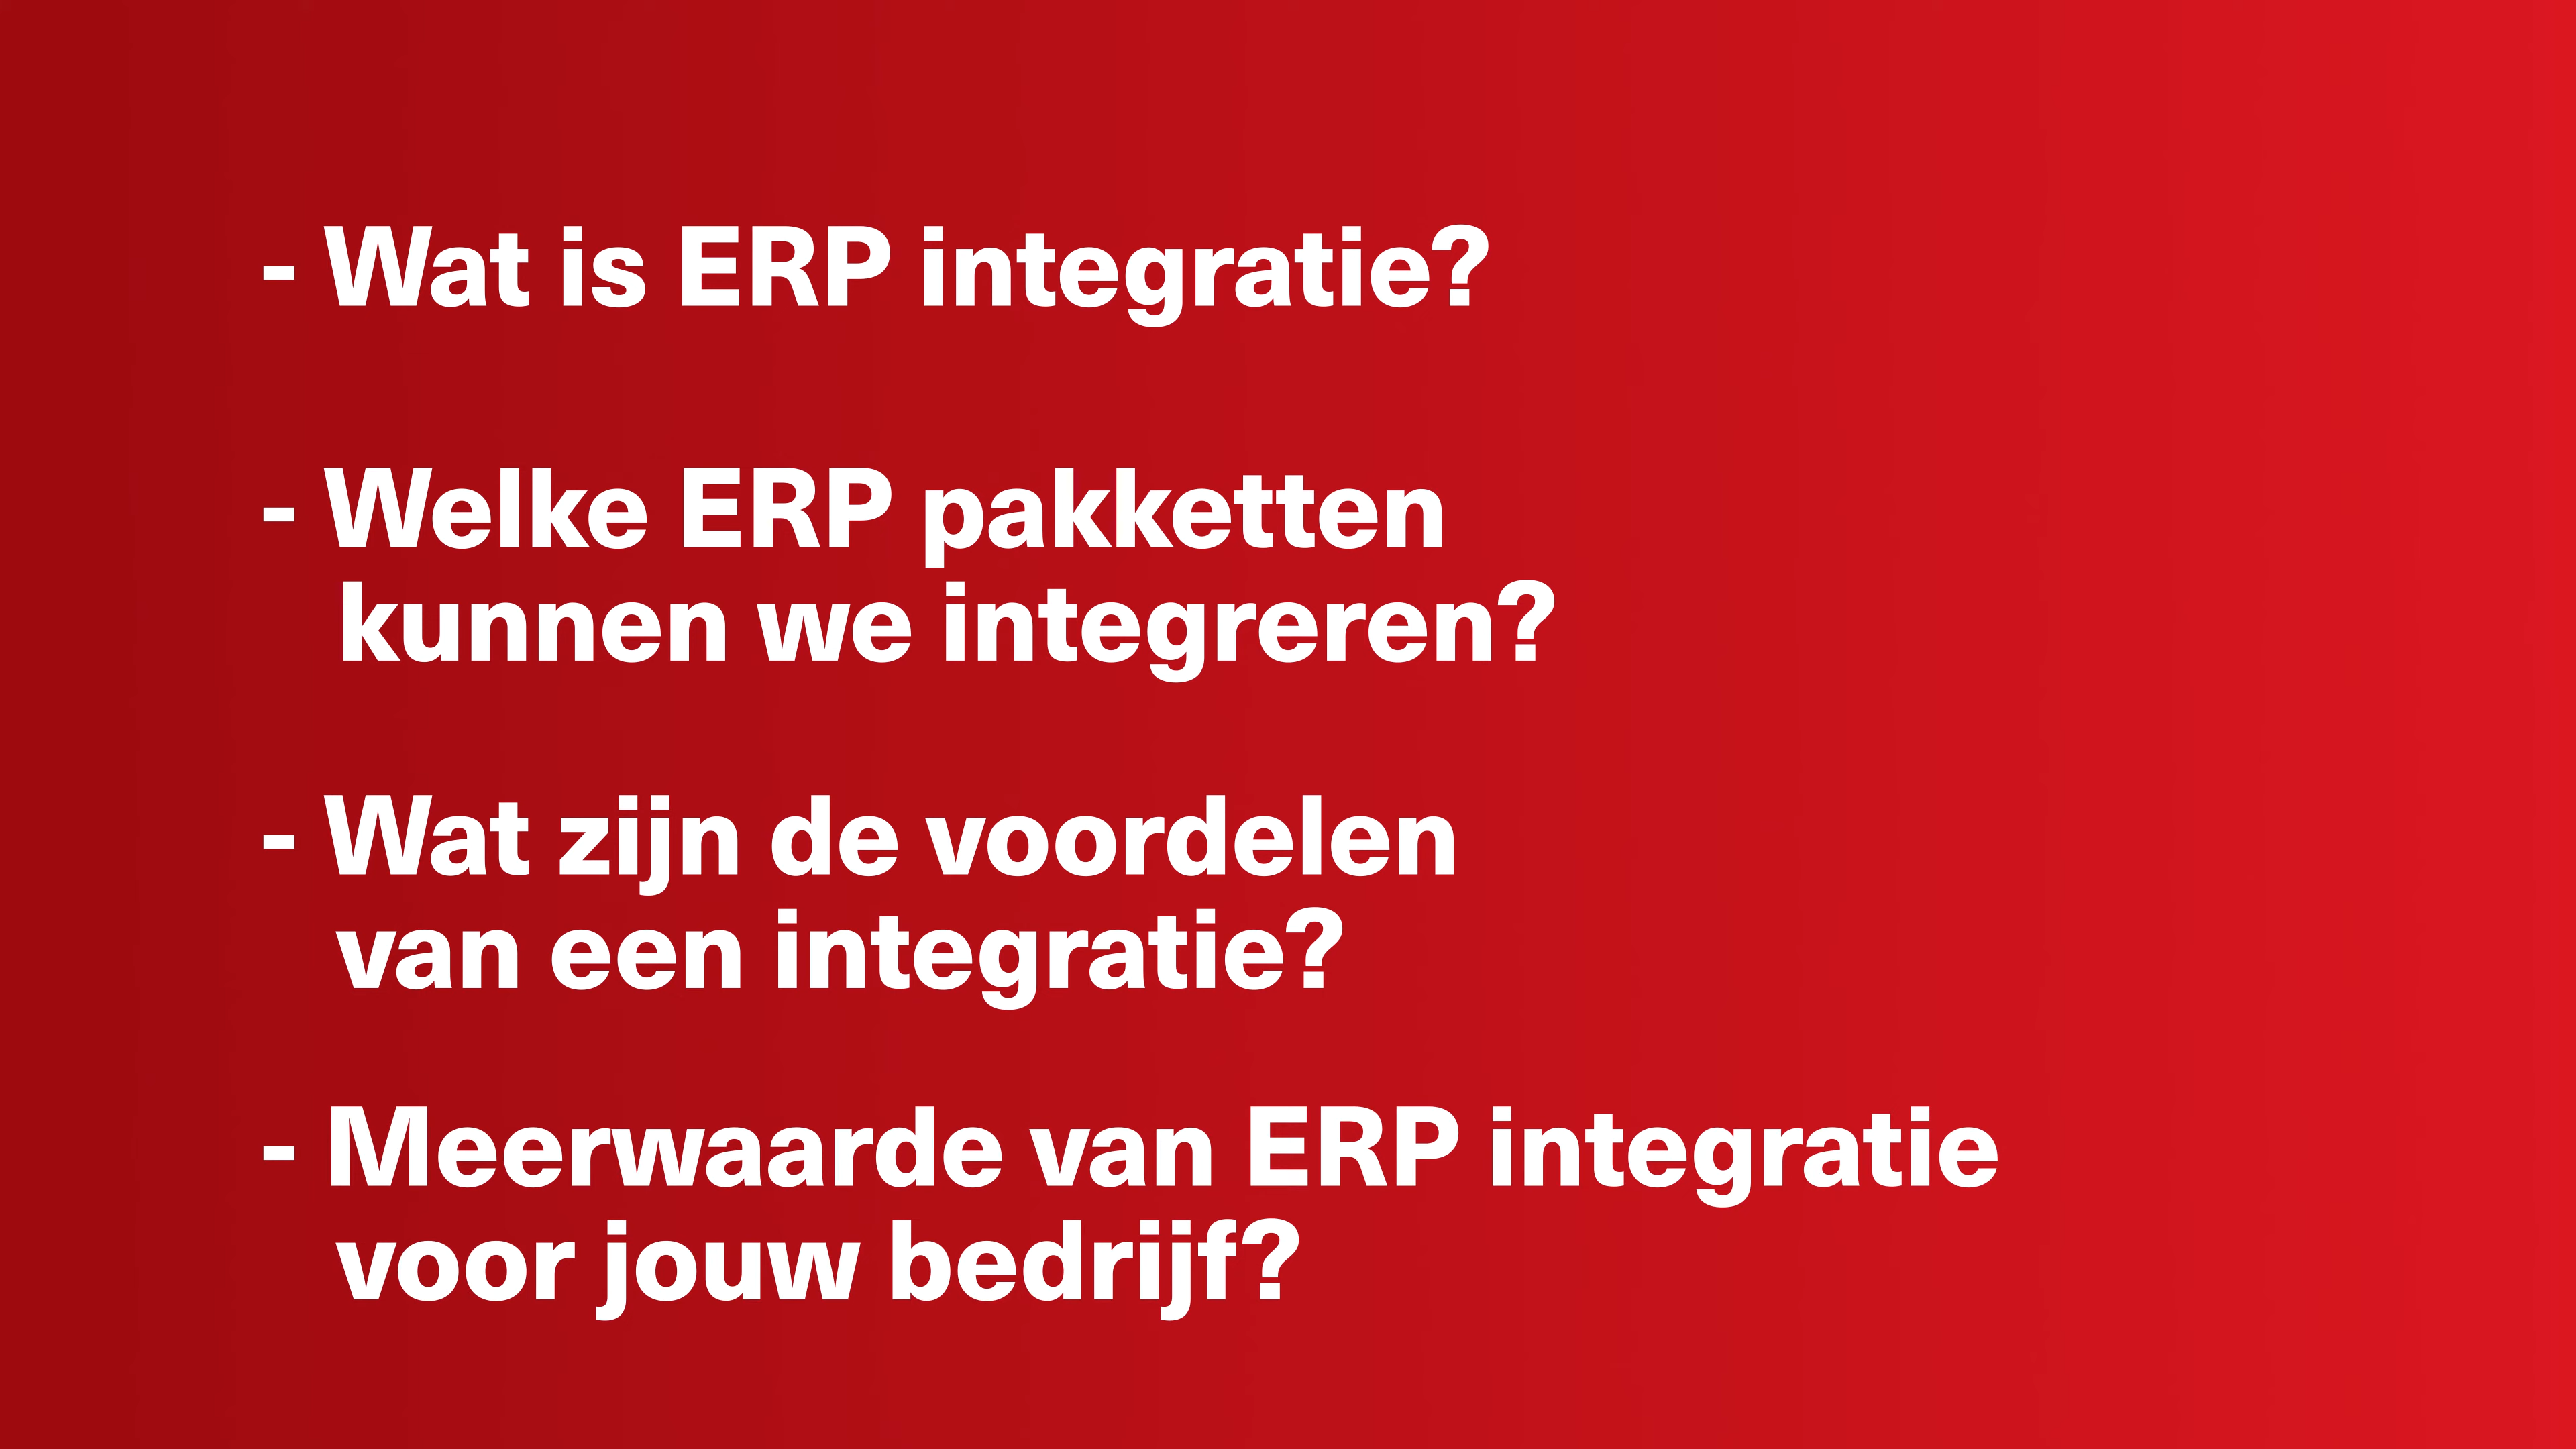 - Wat is ERP integratie?
- Welke ERP pakketten
kunnen we integreren?
- Wat zijn de voordelen
van een integratie?
- Meerwaarde van ERP integratie
voor jouw bedrijf?